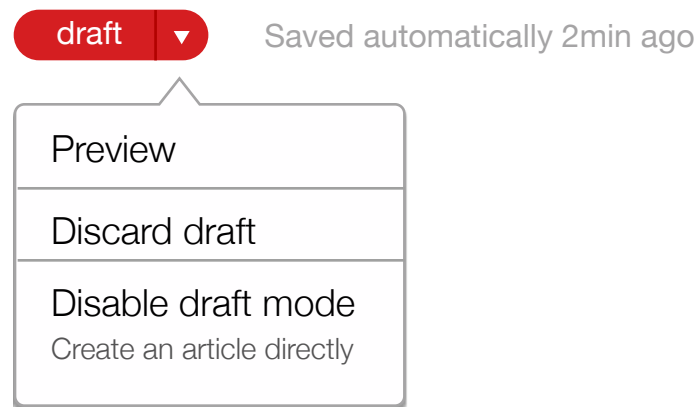 draft
Saved automatically 2min ago
Preview
Discard draft
Disable draft mode
Create an article directly